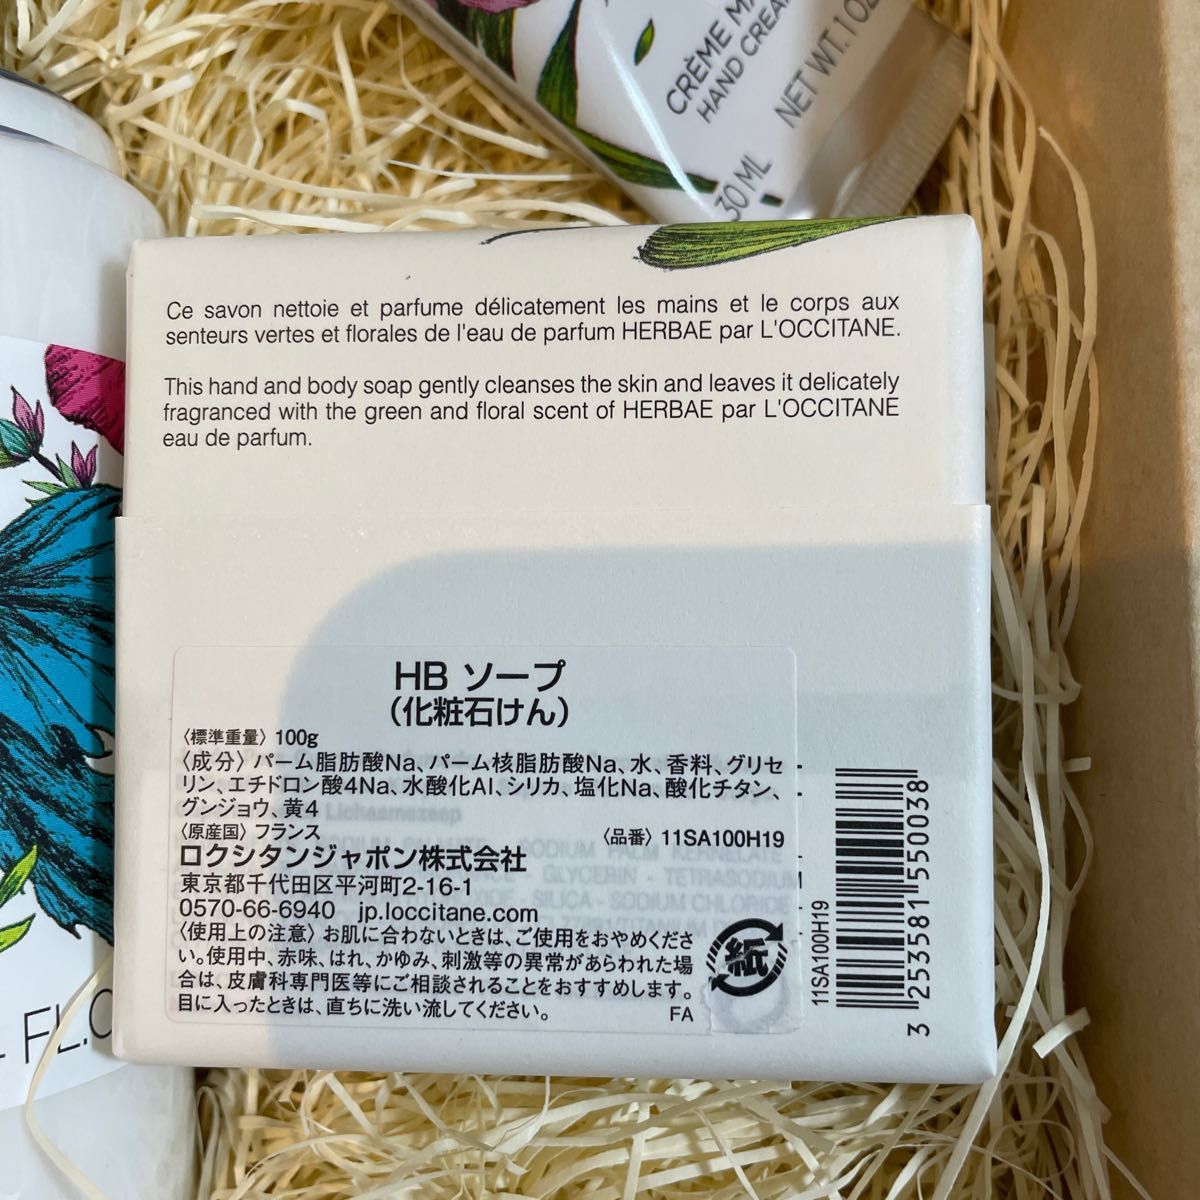 CRÈME
HAND CREA
NET WT. 1 OZ
30 ML
Ce savon nettoie et parfume délicatement les mains et le corps aux
senteurs vertes et florales de l'eau de parfum HERBAE par L'OCCITANE.
This hand and body soap gently cleanses the skin and leaves it delicately
fragranced with the green and floral scent of HERBAE par L'OCCITANE
eau de parfum.
HB ソープ
(化粧石けん)
〈標準重量〉100g
〈成分〉パーム脂肪酸Na、パーム核脂肪酸Na、水、香料、グリセ
リン、エチドロン酸4Na、水酸化Al、シリカ、塩化Na、酸化チタン、
グンジョウ、黄4
〈原産国〉フランス
〈品番〉11SA100H19
ロクシタンジャポン株式会社
東京都千代田区平河町2-16-1
0570-66-6940 jp.loccitane.com
〈使用上の注意〉お肌に合わないときは、ご使用をおやめくださ
い。使用中、赤味、はれ、かゆみ、刺激等の異常があらわれた場
合は、皮膚科専門医等にご相談されることをおすすめします。
目に入ったときは、直ちに洗い流してください。
FA
紙
11SA100H19
3 253581 550038
SODIUM PALM KERNELATE
GLYCERIN - TETRASODIUM
SILICA - SODIUM CHLORIDE